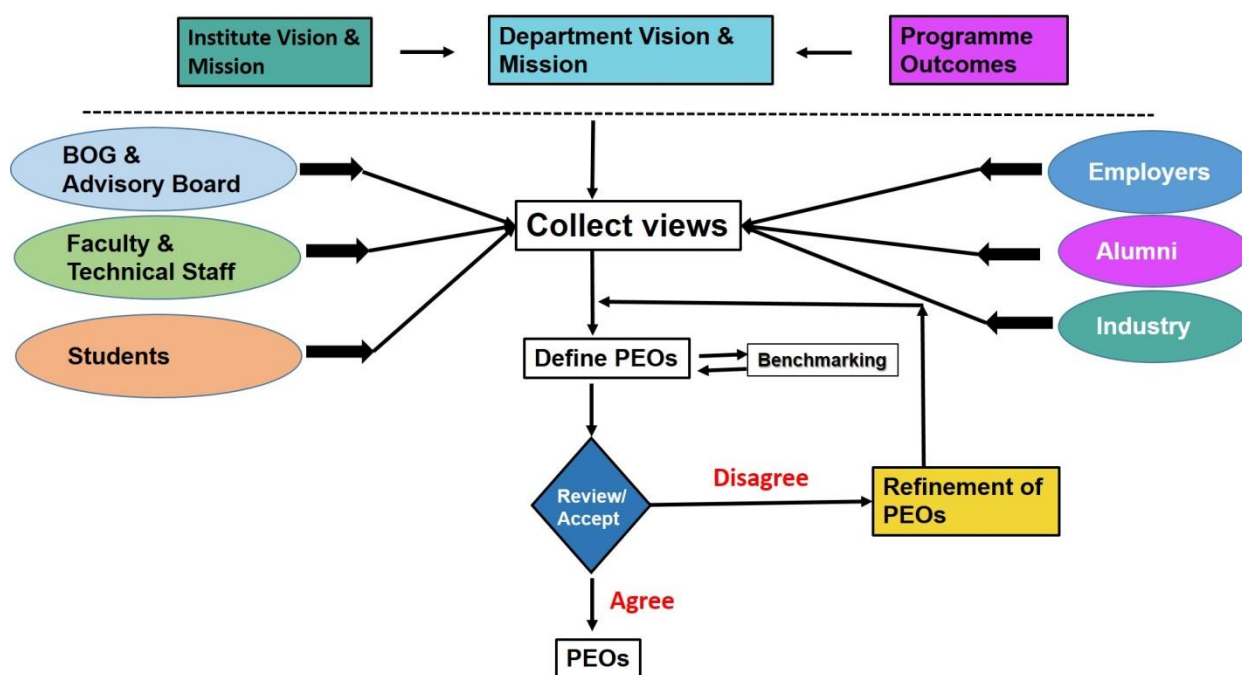 Institute Vision &
Mission
Department Vision &
Mission
Programme
Outcomes
BOG &
Advisory Board
Employers
Collect views
Faculty &
Technical Staff
Alumni
Students
Industry
Define PEOs
Benchmarking
Review/
Accept
Disagree
Refinement of
PEOs
Agree
PEOs